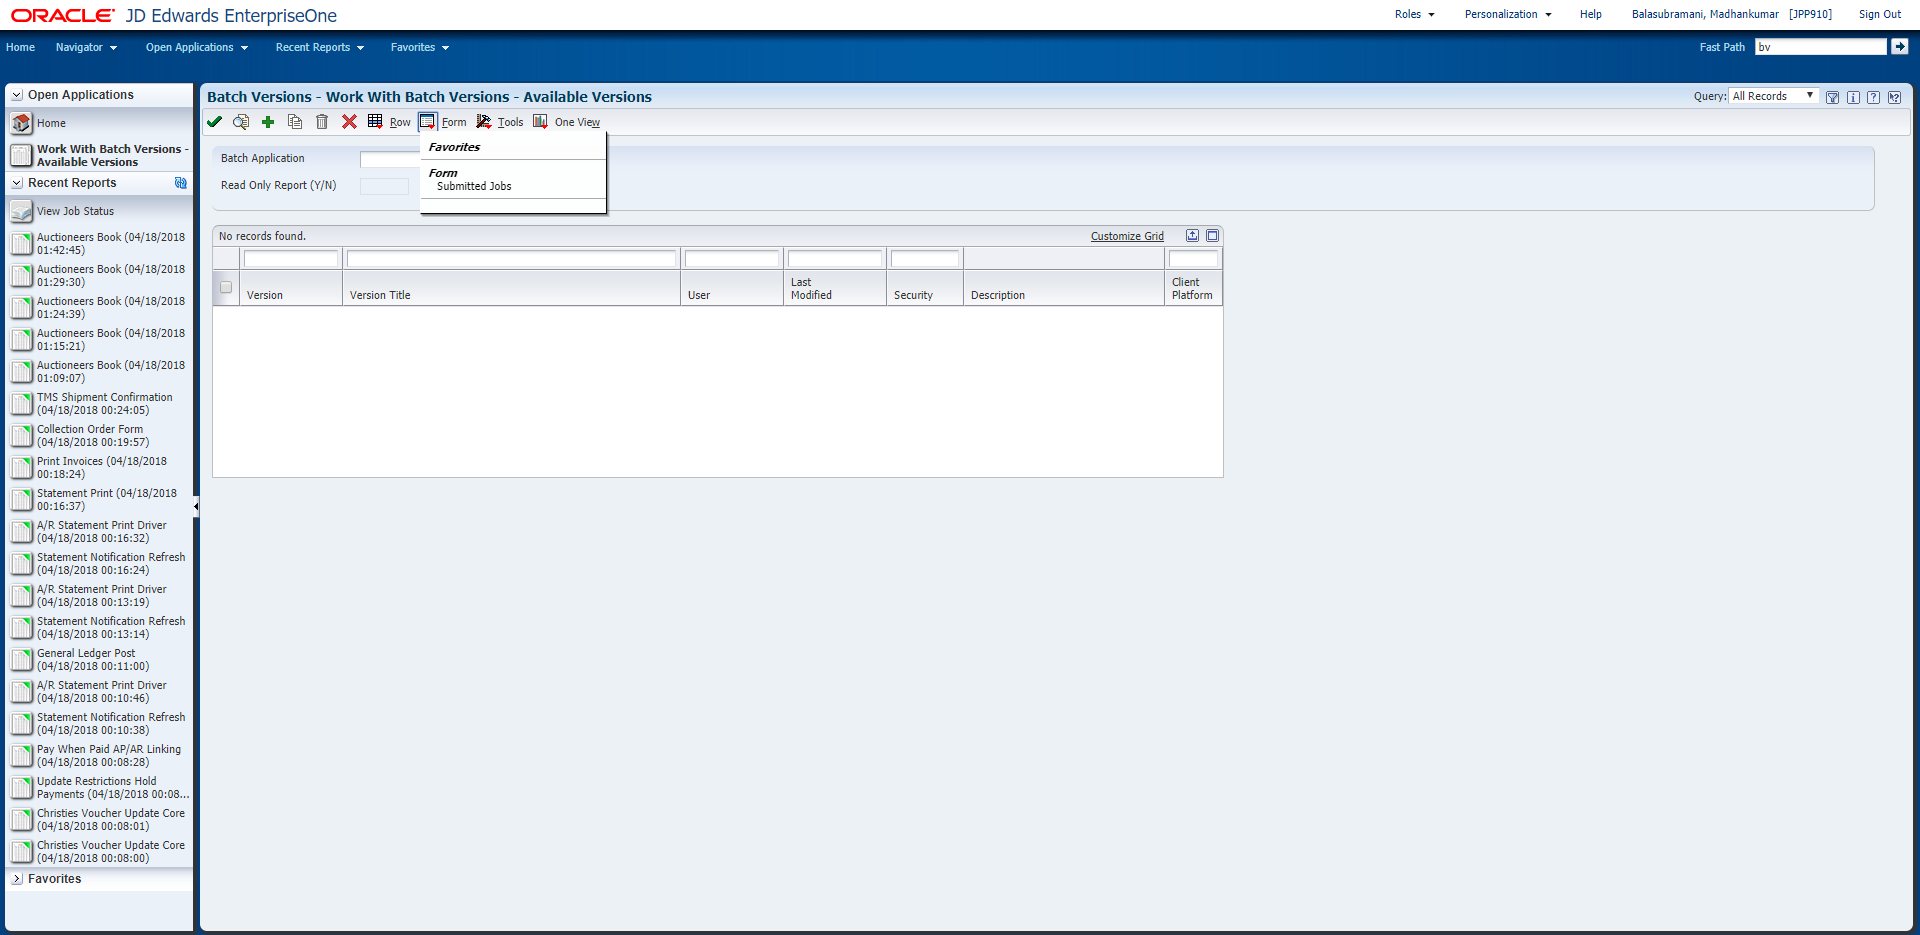 ORACLE JD Edwards EnterpriseOne
Roles Personalization Help Balasubramani, Madhankumar [JPP910] Sign Out
Home Navigator Open Applications Recent Reports Favorites
Fast Path bv
Open Applications
Home
Work With Batch Versions -
Available Versions
Recent Reports
View Job Status
Auctioneers Book (04/18/2018
01:42:45)
Auctioneers Book (04/18/2018
01:29:30)
Auctioneers Book (04/18/2018
01:24:39)
Auctioneers Book (04/18/2018
01:15:21)
Auctioneers Book (04/18/2018
01:09:07)
TMS Shipment Confirmation
(04/18/2018 00:24:05)
Collection Order Form
(04/18/2018 00:19:57)
Print Invoices (04/18/2018
00:18:24)
Statement Print (04/18/2018
00:16:37)
A/R Statement Print Driver
(04/18/2018 00:16:32)
Statement Notification Refresh
(04/18/2018 00:16:24)
A/R Statement Print Driver
(04/18/2018 00:13:19)
Statement Notification Refresh
(04/18/2018 00:13:14)
General Ledger Post
(04/18/2018 00:11:00)
A/R Statement Print Driver
(04/18/2018 00:10:46)
Statement Notification Refresh
(04/18/2018 00:10:38)
Pay When Paid AP/AR Linking
(04/18/2018 00:08:28)
Update Restrictions Hold
Payments (04/18/2018 00:08...
Christies Voucher Update Core
(04/18/2018 00:08:01)
Christies Voucher Update Core
(04/18/2018 00:08:00)
Favorites
Batch Versions - Work With Batch Versions - Available Versions
Query: All Records
Row Form Tools One View
Favorites
Form
Submitted Jobs
Batch Application
Read Only Report (Y/N)
No records found.
Customize Grid
Version
Version Title
User
Last
Modified
Security
Description
Client
Platform